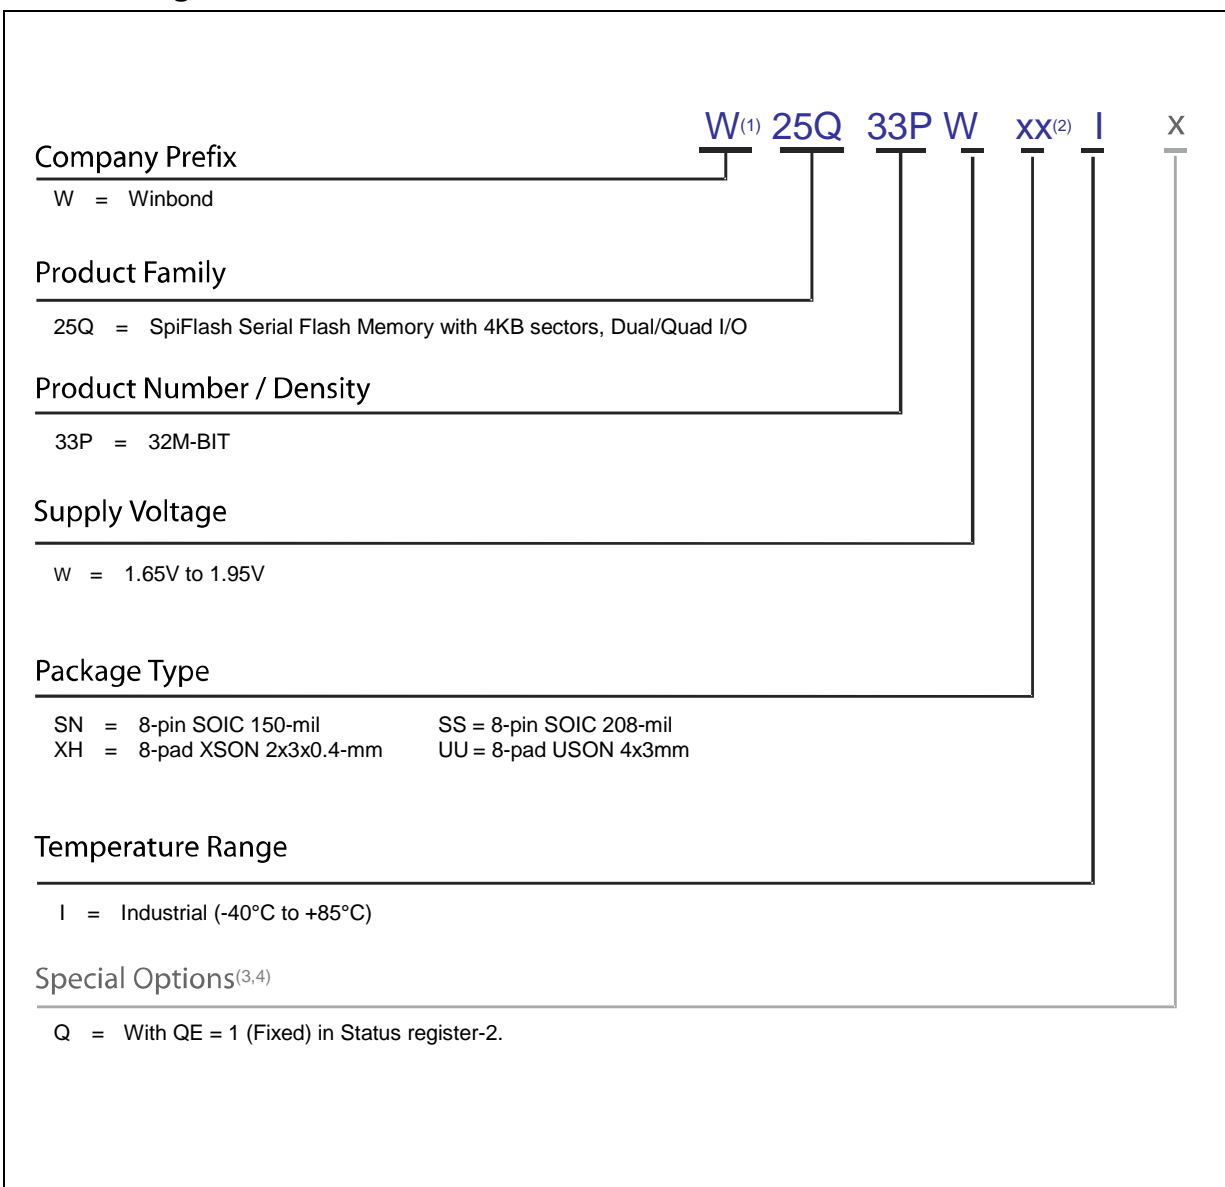 W(1) 25Q 33P W xx(2) I x
Company Prefix
W = Winbond
Product Family
25Q = SpiFlash Serial Flash Memory with 4KB sectors, Dual/Quad I/O
Product Number / Density
33P = 32M-BIT
Supply Voltage
W = 1.65V to 1.95V
Package Type
SN = 8-pin SOIC 150-mil SS = 8-pin SOIC 208-mil
XH = 8-pad XSON 2x3x0.4-mm UU = 8-pad USON 4x3mm
Temperature Range
I = Industrial (-40°C to +85°C)
Special Options(3,4)
Q = With QE = 1 (Fixed) in Status register-2.